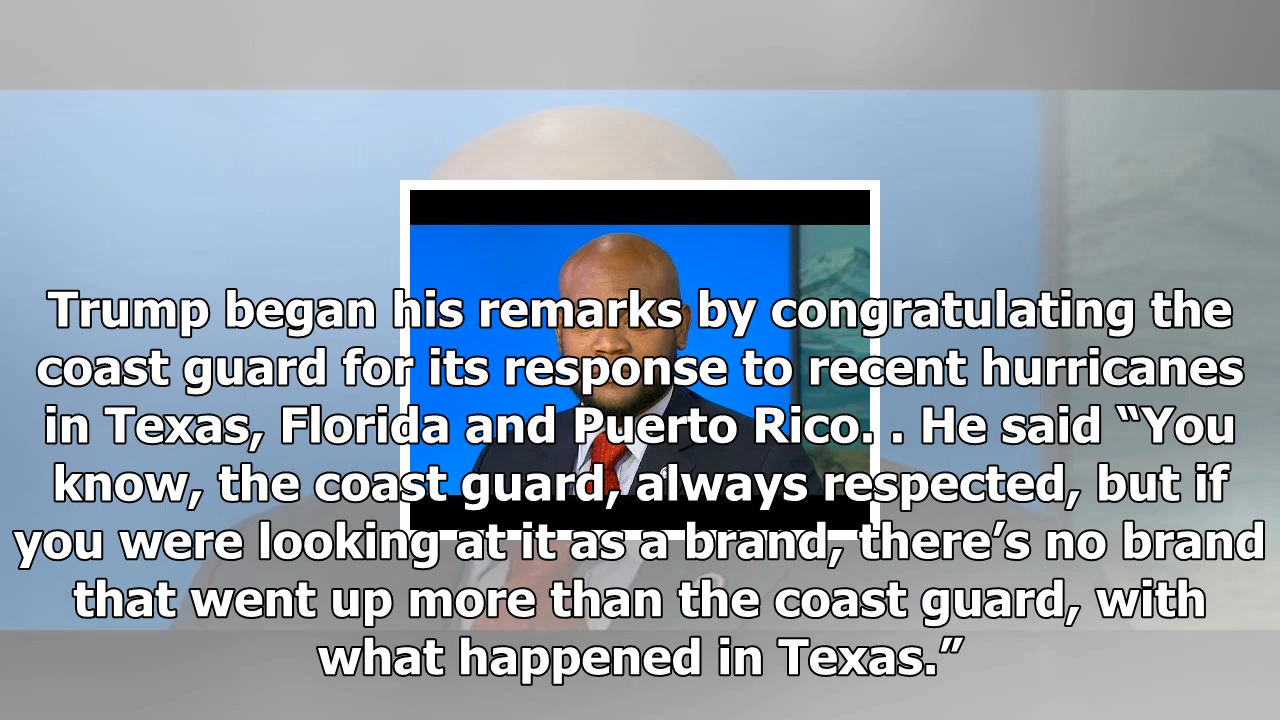 Trump began his remarks by congratulating the
coast guard for its response to recent hurricanes
in Texas, Florida and Puerto Rico. . He said “You
know, the coast guard, always respected, but if
you were looking at it as a brand, there’s no brand
that went up more than the coast guard, with
what happened in Texas.”